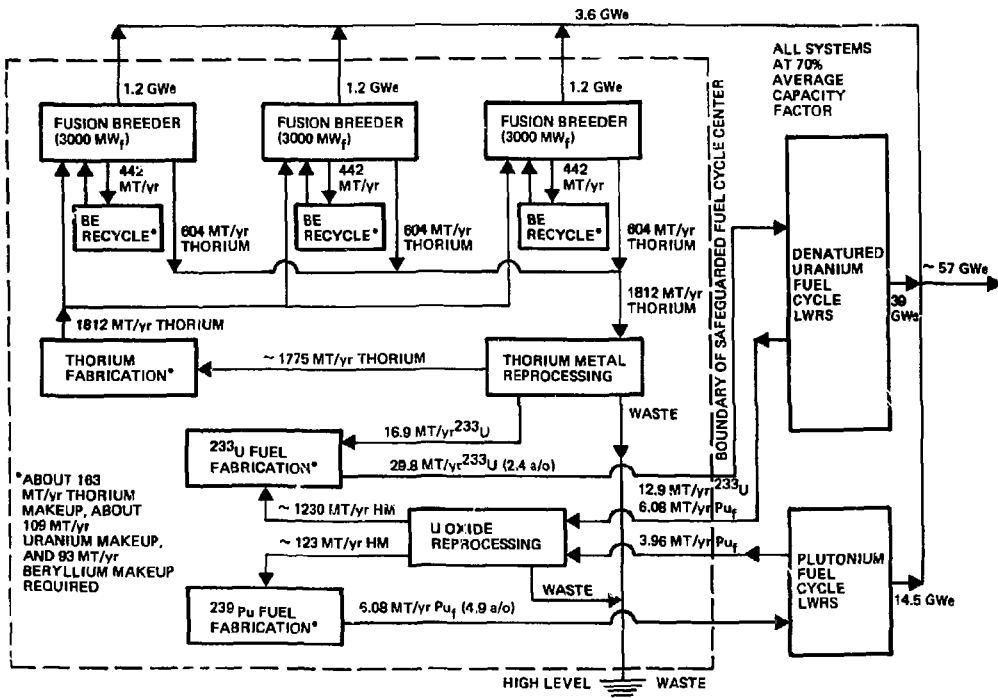 3.6 GWe
ALL SYSTEMS
AT 70%
AVERAGE
CAPACITY
FACTOR
1.2 GWe
1.2 GWe
1.2 GWe
FUSION BREEDER
(3000 MWf)
FUSION BREEDER
(3000 MWf)
FUSION BREEDER
(3000 MWf)
442
MT/yr
442
MT/yr
442
MT/yr
BE
RECYCLE*
BE
RECYCLE*
BE
RECYCLE*
604 MT/yr
THORIUM
604 MT/yr
THORIUM
604 MT/yr
THORIUM
1812 MT/yr
THORIUM
1812 MT/yr THORIUM
THORIUM
FABRICATION*
~ 1775 MT/yr THORIUM
THORIUM METAL
REPROCESSING
WASTE
BOUNDARY OF SAFEGUARDED FUEL CYCLE CENTER
DENATURED
URANIUM
FUEL
CYCLE
LWRS
39
GWe
~ 57 GWe
16.9 MT/yr 233U
233U FUEL
FABRICATION*
29.8 MT/yr 233U (2.4 a/o)
12.9 MT/yr 233U
6.08 MT/yr Puf
~ 1230 MT/yr HM
U OXIDE
REPROCESSING
3.96 MT/yr Puf
~ 123 MT/yr HM
WASTE
239 Pu FUEL
FABRICATION*
6.08 MT/yr Puf (4.9 a/o)
PLUTONIUM
FUEL
CYCLE
LWRS
14.5 GWe
*ABOUT 163
MT/yr THORIUM
MAKEUP, ABOUT
109 MT/yr
URANIUM MAKEUP,
AND 93 MT/yr
BERYLLIUM MAKEUP
REQUIRED
HIGH LEVEL WASTE